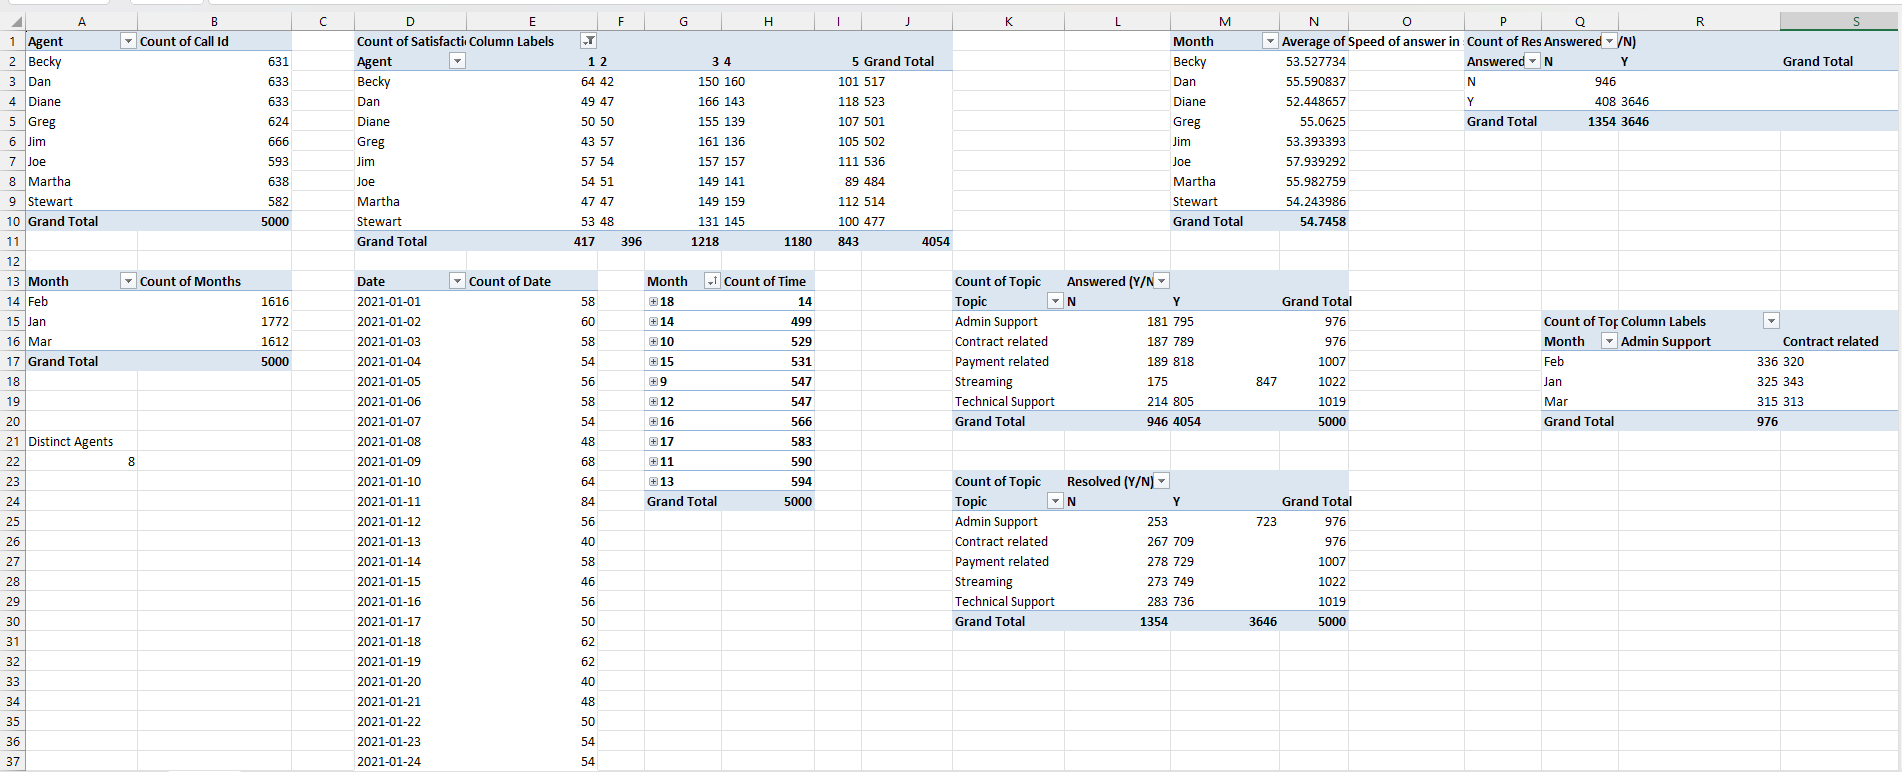 A B C D E F G H I J K L M N O P Q R S
1 Agent Count of Call Id Count of Satisfacti Column Labels Month Average of Speed of answer in Count of Res Answered /N)
2 Becky 631 Agent 1 2 3 4 5 Grand Total Becky 53.527734 Answered N Y Grand Total
3 Dan 633 Becky 64 42 150 160 101 517 Dan 55.590837 N 946
4 Diane 633 Dan 49 47 166 143 118 523 Diane 52.448657 Y 408 3646
5 Greg 624 Diane 50 50 155 139 107 501 Greg 55.0625 Grand Total 1354 3646
6 Jim 666 Greg 43 57 161 136 105 502 Jim 53.393393
7 Joe 593 Jim 57 54 157 157 111 536 Joe 57.939292
8 Martha 638 Joe 54 51 149 141 89 484 Martha 55.982759
9 Stewart 582 Martha 47 47 149 159 112 514 Stewart 54.243986
10 Grand Total 5000 Stewart 53 48 131 145 100 477 Grand Total 54.7458
11 Grand Total 417 396 1218 1180 843 4054
12
13 Month Count of Months Date Count of Date Month Count of Time Count of Topic Answered (Y/N
14 Feb 1616 2021-01-01 58 18 14 Topic N Y Grand Total
15 Jan 1772 2021-01-02 60 14 499 Admin Support 181 795 976 Count of Top Column Labels
16 Mar 1612 2021-01-03 58 10 529 Contract related 187 789 976 Month Admin Support Contract related
17 Grand Total 5000 2021-01-04 54 15 531 Payment related 189 818 1007 Feb 336 320
18 2021-01-05 56 9 547 Streaming 175 847 1022 Jan 325 343
19 2021-01-06 58 12 547 Technical Support 214 805 1019 Mar 315 313
20 2021-01-07 54 16 566 Grand Total 946 4054 5000 Grand Total 976
21 Distinct Agents 2021-01-08 48 17 583
22 8 2021-01-09 68 11 590
23 2021-01-10 64 13 594 Count of Topic Resolved (Y/N)
24 2021-01-11 84 Grand Total 5000 Topic N Y Grand Total
25 2021-01-12 56 Admin Support 253 723 976
26 2021-01-13 40 Contract related 267 709 976
27 2021-01-14 58 Payment related 278 729 1007
28 2021-01-15 46 Streaming 273 749 1022
29 2021-01-16 56 Technical Support 283 736 1019
30 2021-01-17 50 Grand Total 1354 3646 5000
31 2021-01-18 62
32 2021-01-19 62
33 2021-01-20 40
34 2021-01-21 48
35 2021-01-22 50
36 2021-01-23 54
37 2021-01-24 54